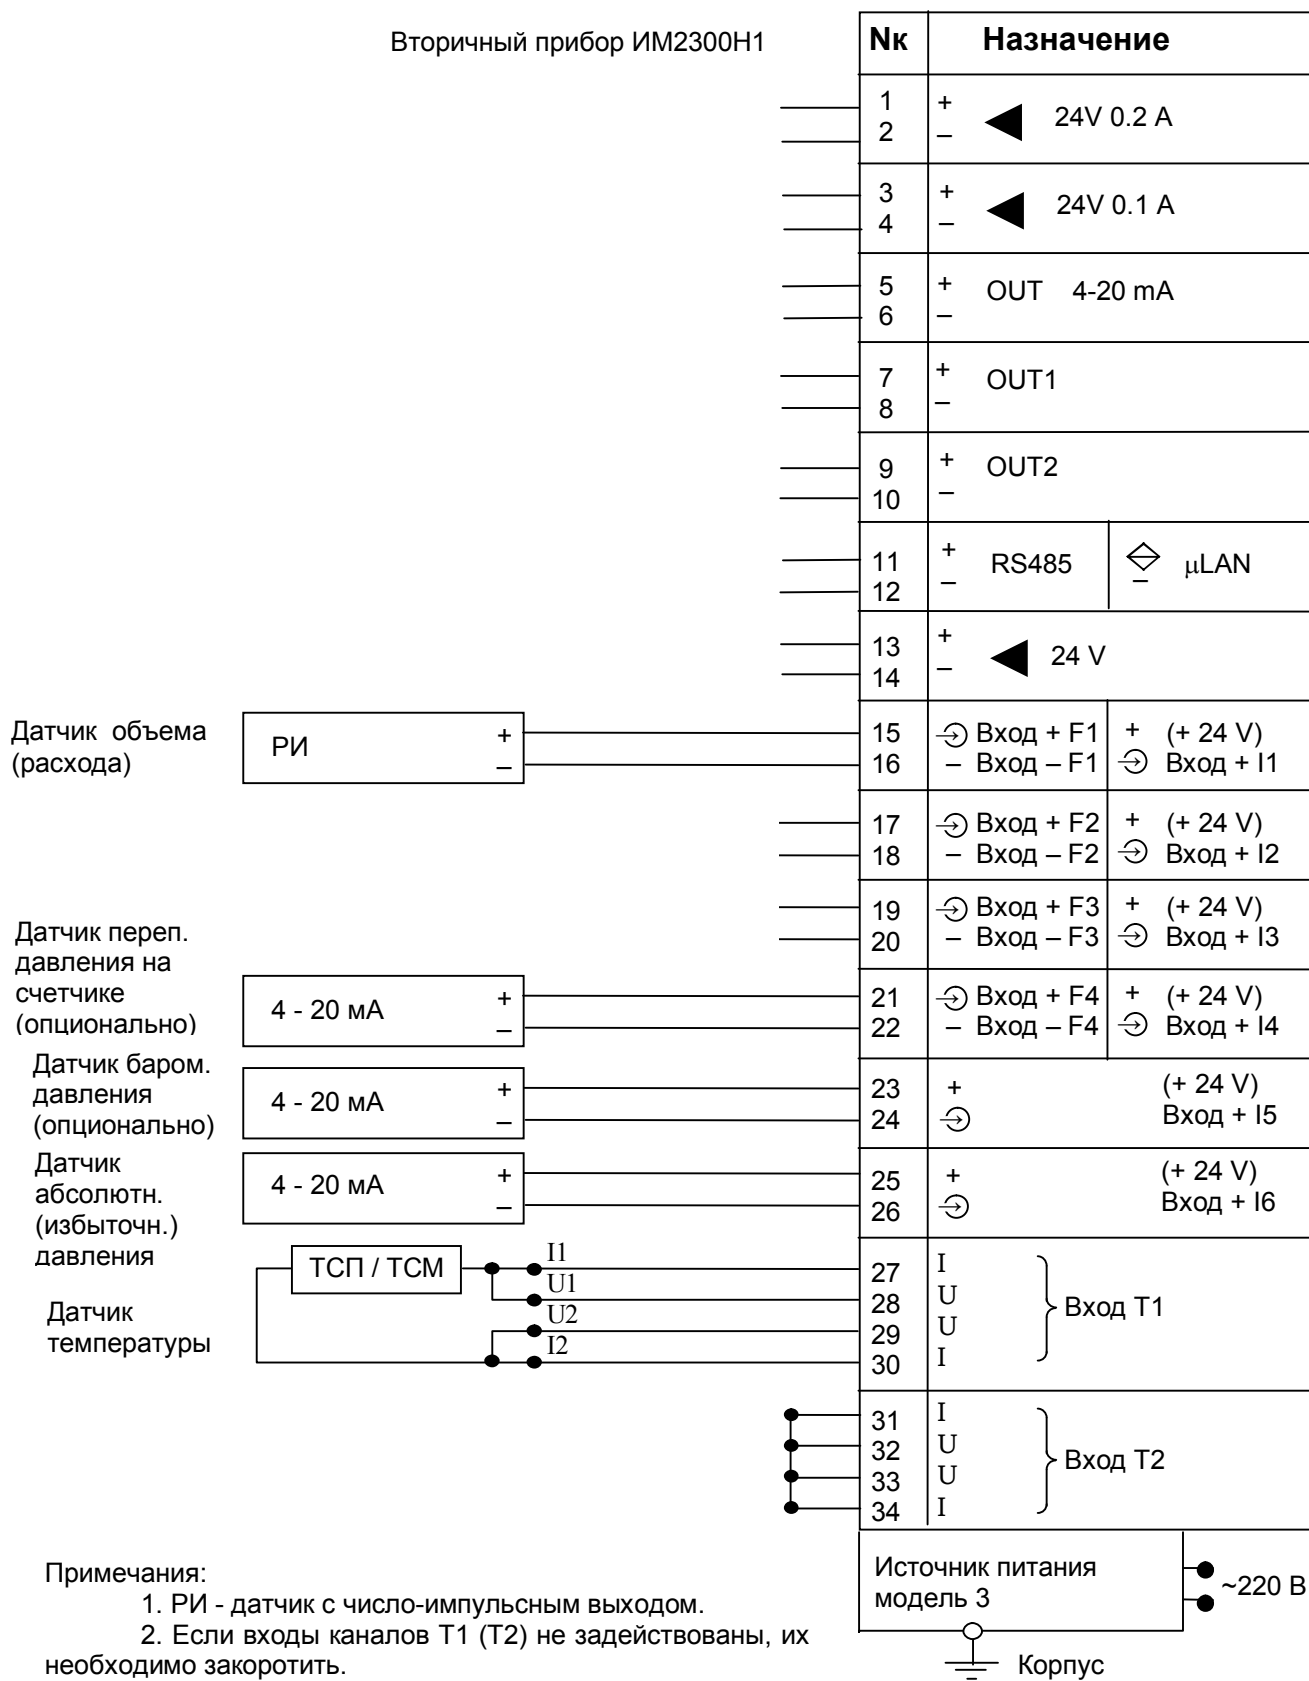 Вторичный прибор ИМ2300Н1
Nк Назначение
1 + 24V 0.2 A
2 –
3 + 24V 0.1 A
4 –
5 + OUT 4-20 mA
6 –
7 + OUT1
8 –
9 + OUT2
10 –
11 + RS485 μLAN
12 – –
13 + 24 V
14 –
Датчик объема
(расхода)
РИ + –
15 Вход + F1 + (+ 24 V)
16 – Вход – F1 Вход + I1
17 Вход + F2 + (+ 24 V)
18 – Вход – F2 Вход + I2
19 Вход + F3 + (+ 24 V)
20 – Вход – F3 Вход + I3
Датчик переп.
давления на
счетчике
(опционально)
4 - 20 мА + –
21 Вход + F4 + (+ 24 V)
22 – Вход – F4 Вход + I4
Датчик баром.
давления
(опционально)
4 - 20 мА + –
23 + (+ 24 V)
24 Вход + I5
Датчик
абсолютн.
(избыточн.)
давления
4 - 20 мА + –
25 + (+ 24 V)
26 Вход + I6
Датчик
температуры
ТСП / ТСМ
I1 27 I
U1 28 U
U2 29 U
I2 30 I
Вход Т1
31 I
32 U
33 U
34 I
Вход Т2
Источник питания
модель 3
~220 В
Корпус
Примечания:
1. РИ - датчик с число-импульсным выходом.
2. Если входы каналов Т1 (Т2) не задействованы, их
необходимо закоротить.